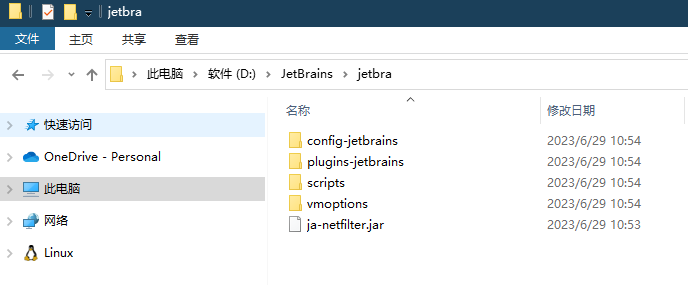 jetbra
文件
主页
共享
查看
此电脑 软件 (D:) JetBrains jetbra
快速访问
OneDrive - Personal
此电脑
网络
Linux
名称 修改日期
config-jetbrains 2023/6/29 10:54
plugins-jetbrains 2023/6/29 10:54
scripts 2023/6/29 10:54
vmoptions 2023/6/29 10:54
ja-netfilter.jar 2023/6/29 10:53